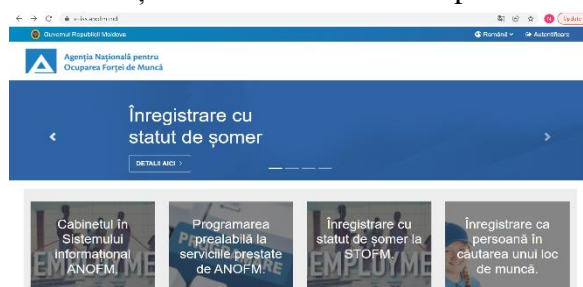 Update
Guvernul Republicii Moldova
Română
Autentificare
Agenția Națională pentru
Ocuparea Forței de Muncă
Înregistrare cu
statut de șomer
DETALII AICI >
Cabinetul în
Sistemului
informational
ANOFM.
Programarea
prealabilă la
serviciile prestate
de ANOFM.
Înregistrare cu
statut de șomer la
STOFM.
Înregistrare ca
persoană în
căutarea unui loc
de muncă.